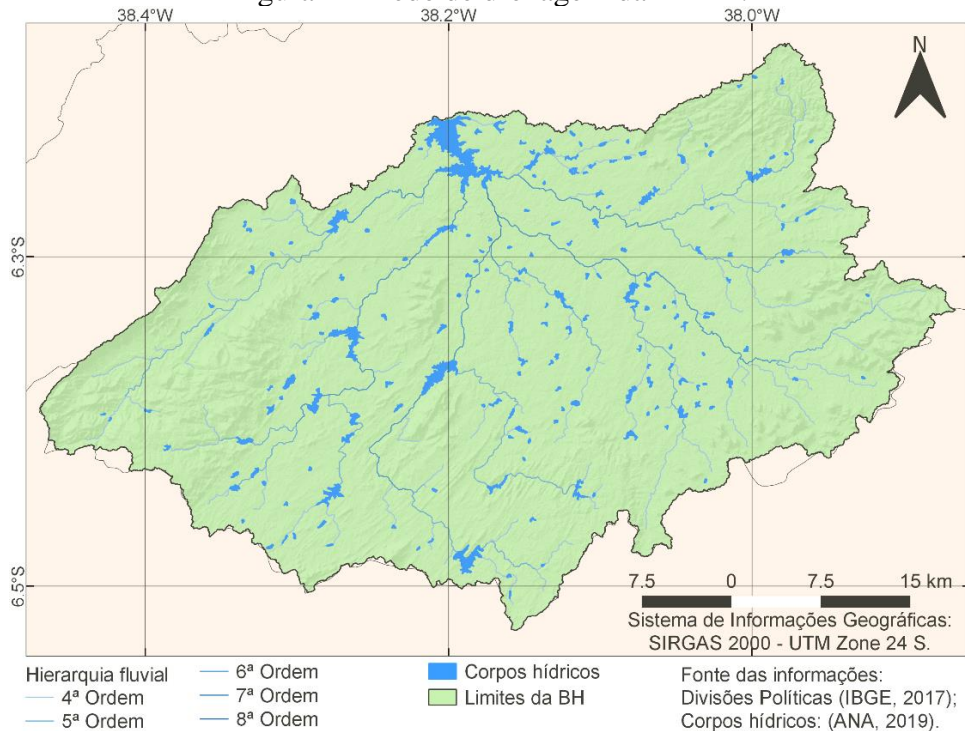 38.4°W 38.2°W 38.0°W
N
6.3°S
6.5°S
7.5 0 7.5 15 km
Sistema de Informações Geográficas:
SIRGAS 2000 - UTM Zone 24 S.
Hierarquia fluvial
4ª Ordem
5ª Ordem
6ª Ordem
7ª Ordem
8ª Ordem
Corpos hídricos
Limites da BH
Fonte das informações:
Divisões Políticas (IBGE, 2017);
Corpos hídricos: (ANA, 2019).